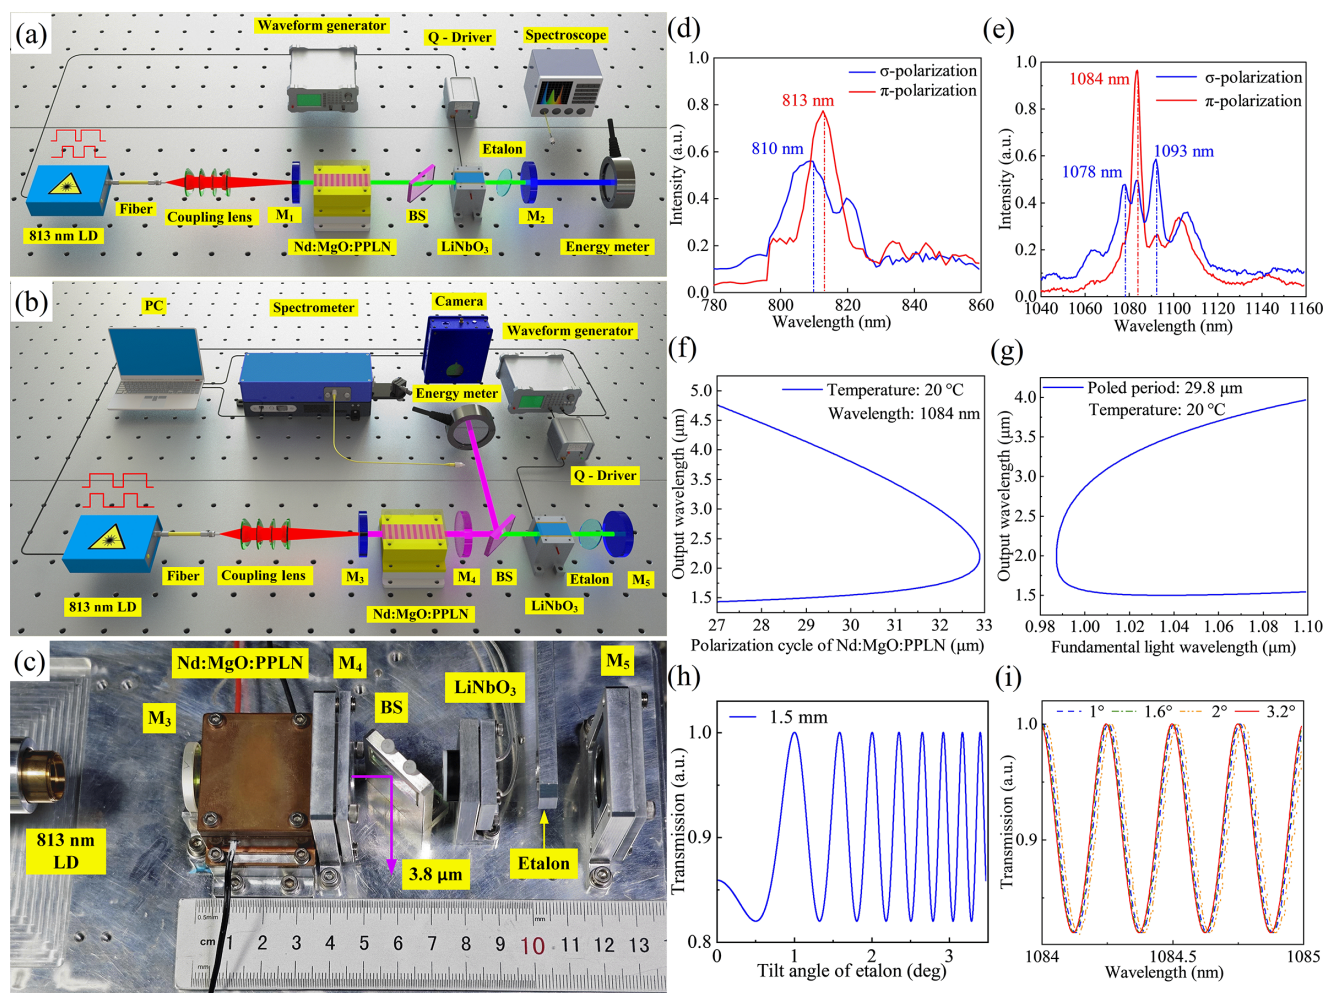 (a)
Waveform generator
Q - Driver
Spectroscope
Etalon
Fiber
Coupling lens
M₁
BS
M₂
813 nm LD
Nd:MgO:PPLN
LiNbO₃
Energy meter
(b)
PC
Spectrometer
Camera
Waveform generator
Energy meter
Q - Driver
Fiber
Coupling lens
M₃
M₄
BS
Etalon
M₅
813 nm LD
Nd:MgO:PPLN
LiNbO₃
(c)
Nd:MgO:PPLN
M₄
M₅
LiNbO₃
M₃
BS
813 nm
LD
Etalon
3.8 μm
0.5mm
mm
cm 1 2 3 4 5 6 7 8 9 10 11 12 13
(d)
σ-polarization
π-polarization
813 nm
810 nm
Intensity (a.u.)
1.0
0.8
0.6
0.4
0.2
0.0
780 800 820 840 860
Wavelength (nm)
(e)
σ-polarization
π-polarization
1084 nm
1093 nm
1078 nm
Intensity (a.u.)
1.0
0.8
0.6
0.4
0.2
0.0
1040 1060 1080 1100 1120 1140 1160
Wavelength (nm)
(f)
Temperature: 20 °C
Wavelength: 1084 nm
Output wavelength (μm)
5.0
4.5
4.0
3.5
3.0
2.5
2.0
1.5
27 28 29 30 31 32 33
Polarization cycle of Nd:MgO:PPLN (μm)
(g)
Poled period: 29.8 μm
Temperature: 20 °C
Output wavelength (μm)
4.0
3.5
3.0
2.5
2.0
1.5
0.98 1.00 1.02 1.04 1.06 1.08 1.10
Fundamental light wavelength (μm)
(h)
1.5 mm
Transmission (a.u.)
1.0
0.9
0.8
0 1 2 3
Tilt angle of etalon (deg)
(i)
1° 1.6° 2° 3.2°
Transmission (a.u.)
1.0
0.9
1084 1084.5 1085
Wavelength (nm)